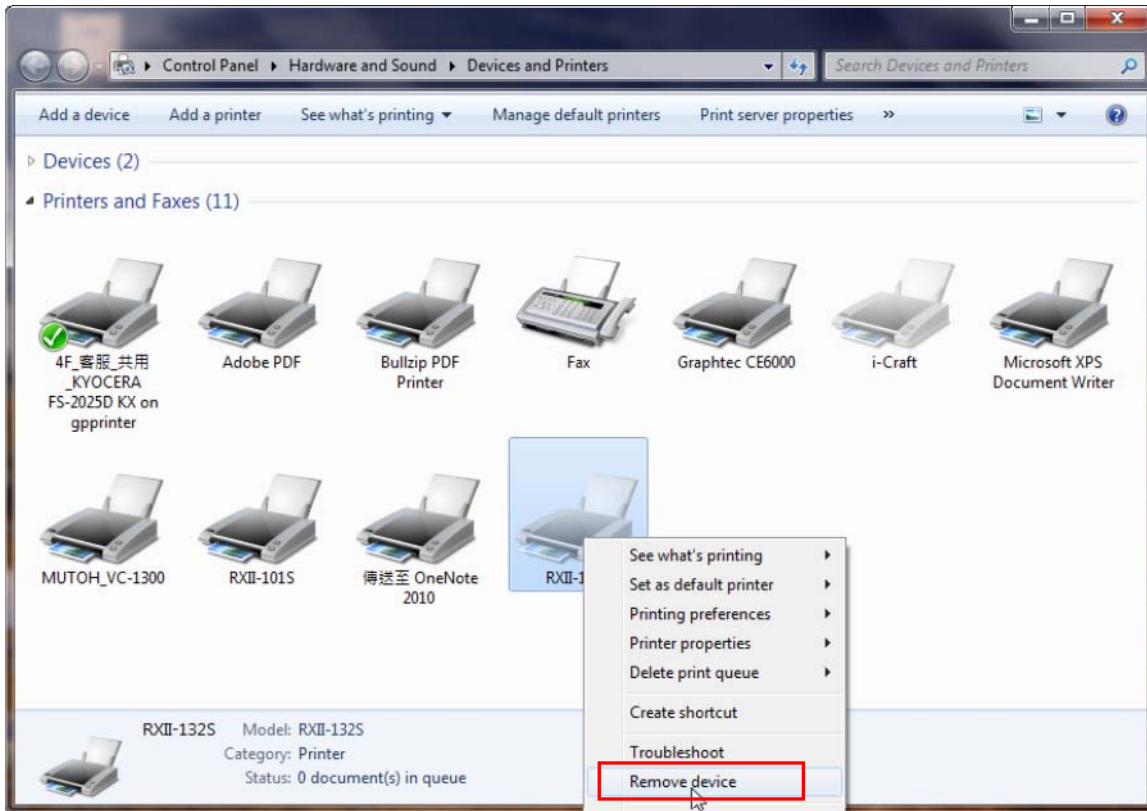 Control Panel Hardware and Sound Devices and Printers Search Devices and Printers
Add a device Add a printer See what's printing Manage default printers Print server properties »
Devices (2)
Printers and Faxes (11)
4F_客服_共用
_KYOCERA
FS-2025D KX on
gpprinter
Adobe PDF
Bullzip PDF
Printer
Fax
Graphtec CE6000
i-Craft
Microsoft XPS
Document Writer
MUTOH_VC-1300
RXII-101S
傳送至 OneNote
2010
RXII-1
See what's printing
Set as default printer
Printing preferences
Printer properties
Delete print queue
Create shortcut
Troubleshoot
Remove device
RXII-132S Model: RXII-132S
Category: Printer
Status: 0 document(s) in queue